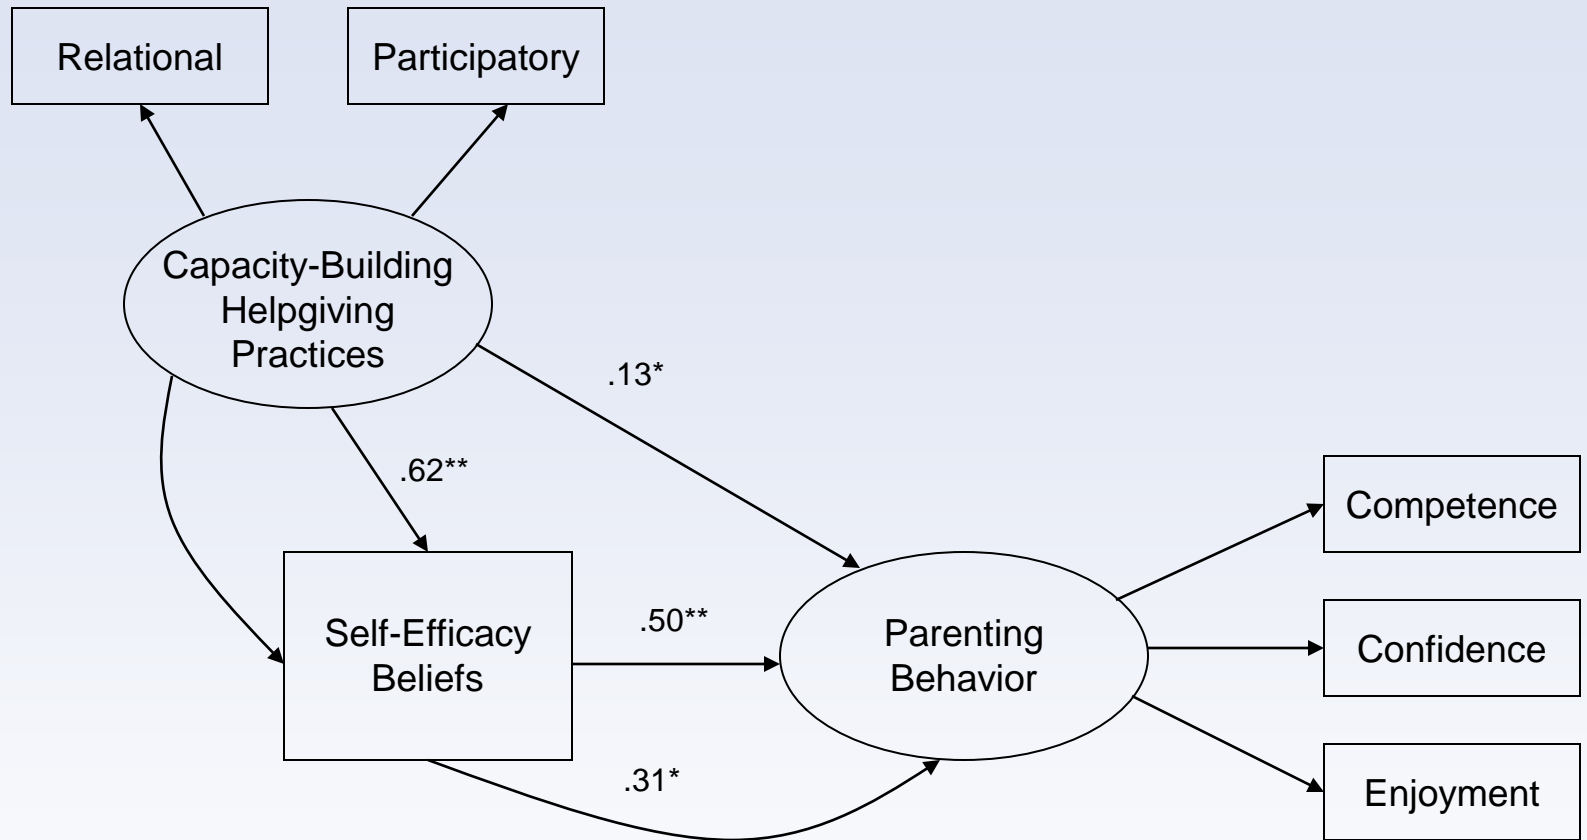 Relational
Participatory
Capacity-Building
Helpgiving
Practices
.13*
.62**
Competence
Self-Efficacy
Beliefs
.50**
Parenting
Behavior
Confidence
.31*
Enjoyment